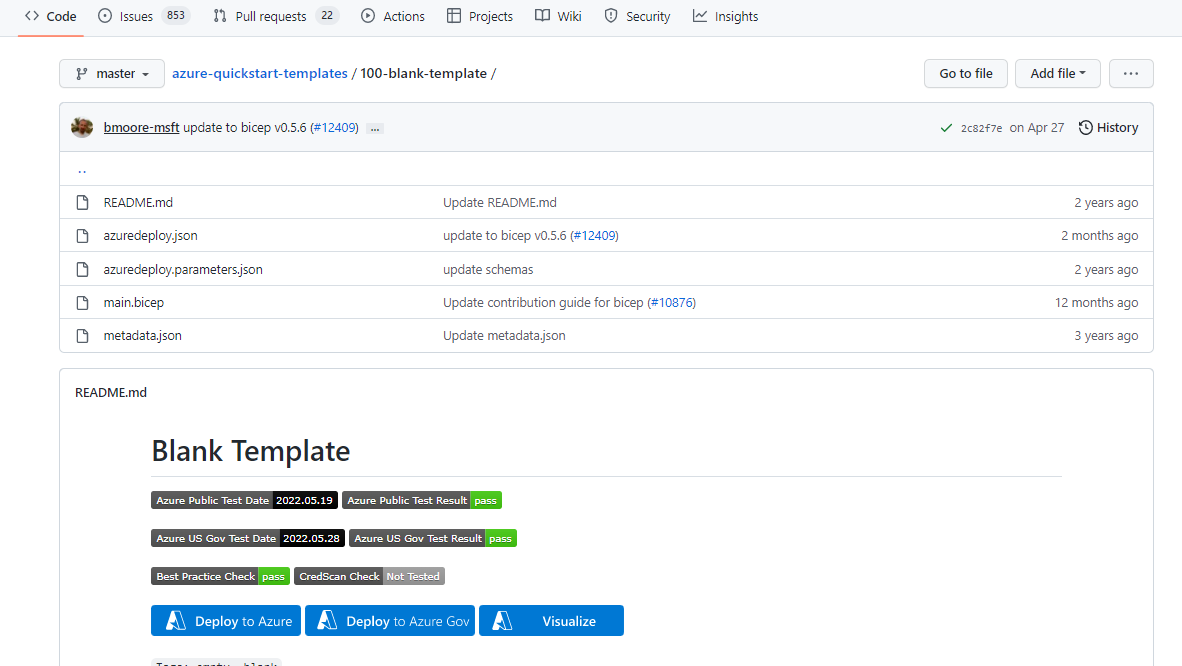 Code Issues 853 Pull requests 22 Actions Projects Wiki Security Insights
master azure-quickstart-templates / 100-blank-template / Go to file Add file ...
bmoore-msft update to bicep v0.5.6 (#12409) ... 2c82f7e on Apr 27 History
..
README.md Update README.md 2 years ago
azuredeploy.json update to bicep v0.5.6 (#12409) 2 months ago
azuredeploy.parameters.json update schemas 2 years ago
main.bicep Update contribution guide for bicep (#10876) 12 months ago
metadata.json Update metadata.json 3 years ago
README.md
Blank Template
Azure Public Test Date 2022.05.19 Azure Public Test Result pass
Azure US Gov Test Date 2022.05.28 Azure US Gov Test Result pass
Best Practice Check pass CredScan Check Not Tested
Deploy to Azure Deploy to Azure Gov Visualize
Tags: empty, blank